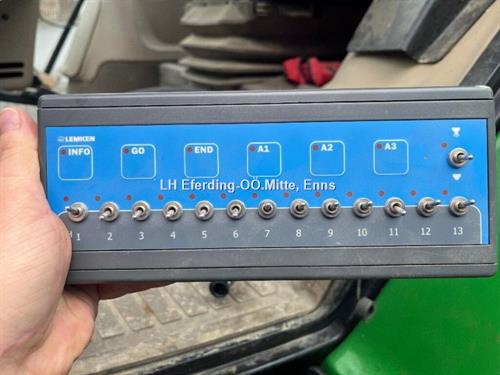 LEMKEN
INFO GO END A1 A2 A3
LH Eferding-OÖ.Mitte, Enns
1 2 3 4 5 6 7 8 9 10 11 12 13